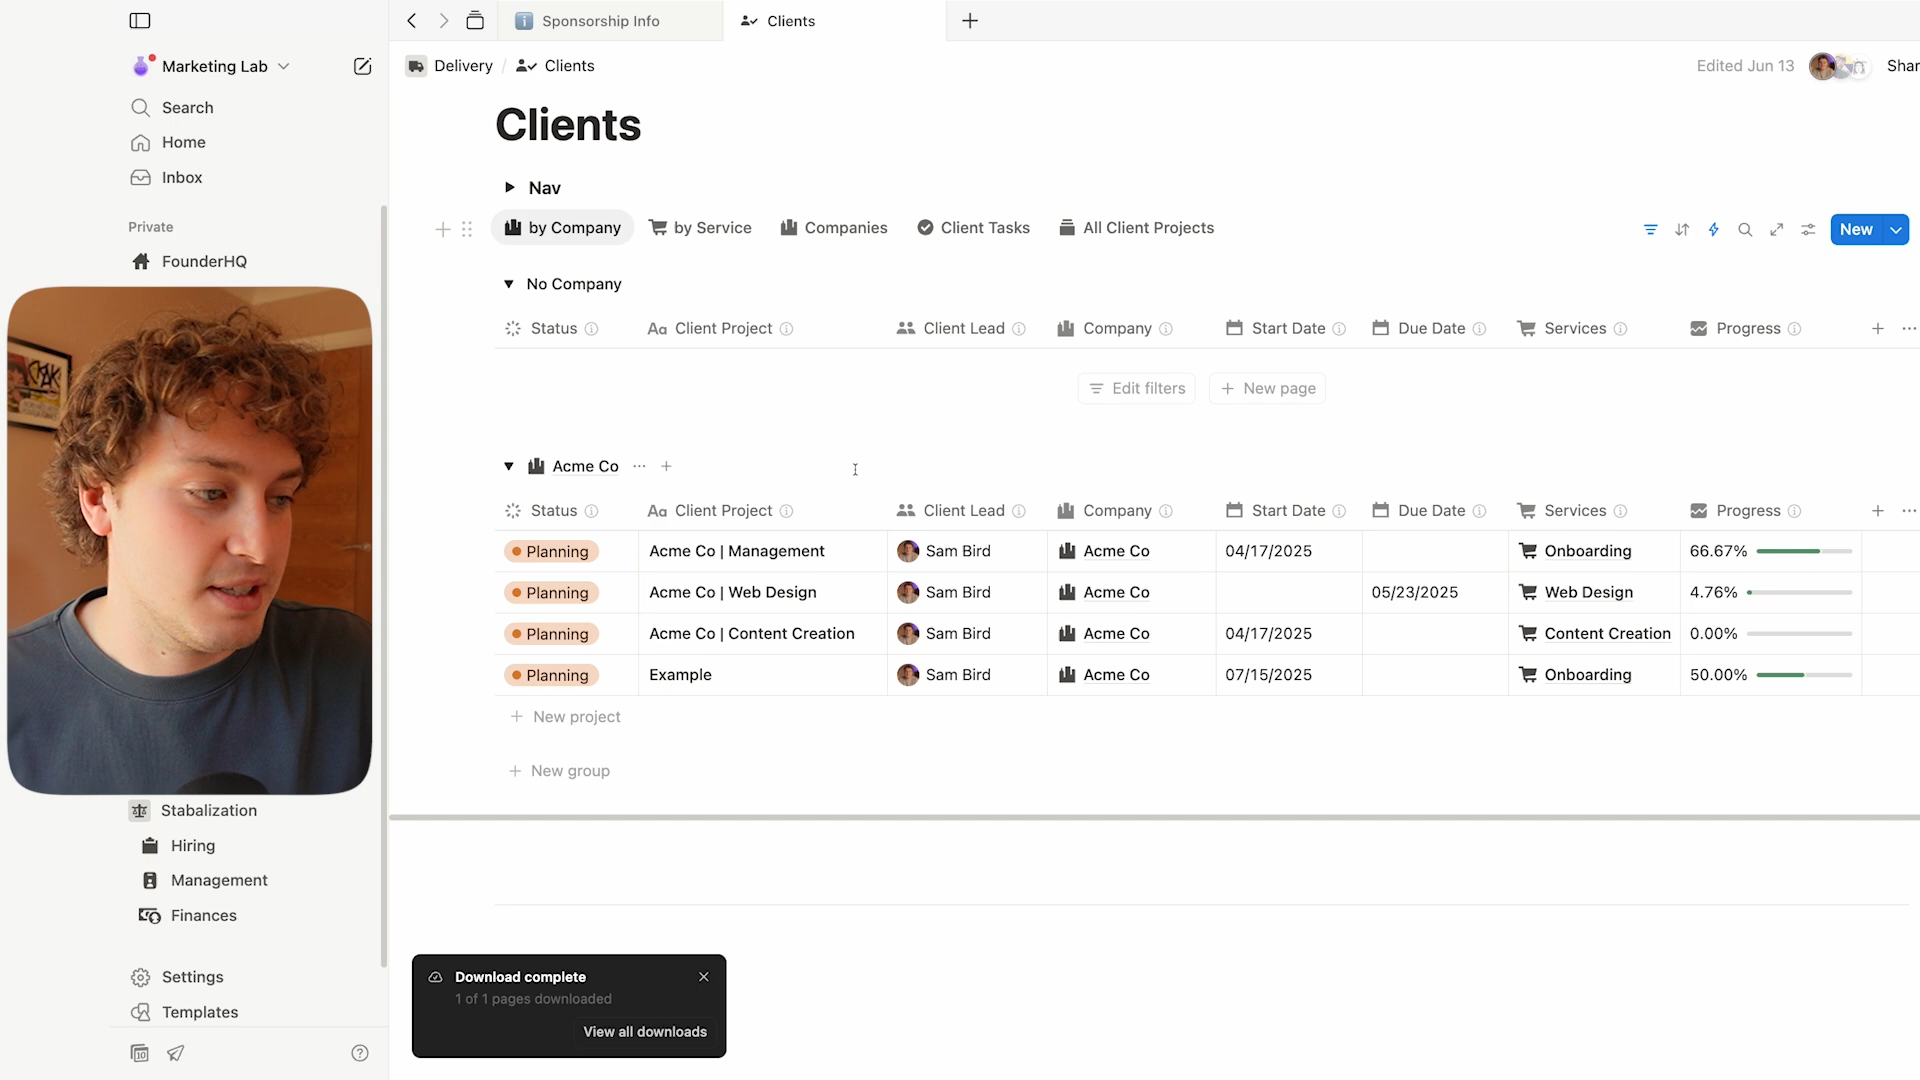 Sponsorship Info
Clients
Marketing Lab
Search
Home
Inbox
Private
FounderHQ
Stabalization
Hiring
Management
Finances
Settings
Templates
10
Delivery / Clients
Edited Jun 13
Shar
Clients
Nav
by Company
by Service
Companies
Client Tasks
All Client Projects
New
No Company
Status Aa Client Project Client Lead Company Start Date Due Date Services Progress
Edit filters
New page
Acme Co
Status Aa Client Project Client Lead Company Start Date Due Date Services Progress
Planning Acme Co | Management Sam Bird Acme Co 04/17/2025 Onboarding 66.67%
Planning Acme Co | Web Design Sam Bird Acme Co 05/23/2025 Web Design 4.76%
Planning Acme Co | Content Creation Sam Bird Acme Co 04/17/2025 Content Creation 0.00%
Planning Example Sam Bird Acme Co 07/15/2025 Onboarding 50.00%
New project
New group
Download complete
1 of 1 pages downloaded
View all downloads